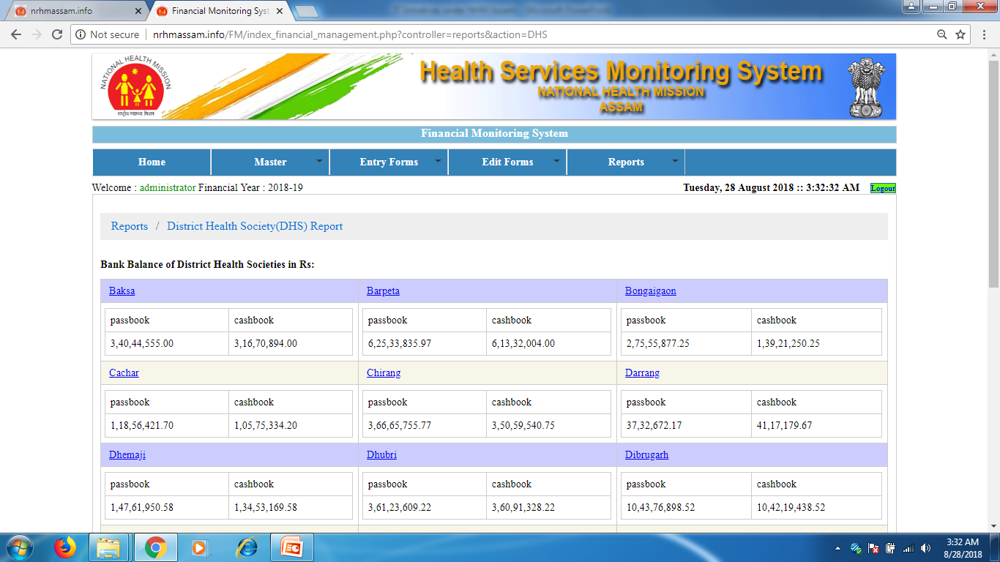 nrhmassam.info
Financial Monitoring Syst
Not secure nrhmassam.info/FM/index_financial_management.php?controller=reports&action=DHS
NATIONAL HEALTH MISSION
राष्ट्रीय स्वास्थ्य मिशन
Health Services Monitoring System
NATIONAL HEALTH MISSION
ASSAM
Financial Monitoring System
Home Master Entry Forms Edit Forms Reports
Welcome : administrator Financial Year : 2018-19 Tuesday, 28 August 2018 :: 3:32:32 AM Logout
Reports / District Health Society(DHS) Report
Bank Balance of District Health Societies in Rs:
Baksa Barpeta Bongaigaon
passbook cashbook passbook cashbook passbook cashbook
3,40,44,555.00 3,16,70,894.00 6,25,33,835.97 6,13,32,004.00 2,75,55,877.25 1,39,21,250.25
Cachar Chirang Darrang
passbook cashbook passbook cashbook passbook cashbook
1,18,56,421.70 1,05,75,334.20 3,66,65,755.77 3,50,59,540.75 37,32,672.17 41,17,179.67
Dhemaji Dhubri Dibrugarh
passbook cashbook passbook cashbook passbook cashbook
1,47,61,950.58 1,34,53,169.58 3,61,23,609.22 3,60,91,328.22 10,43,76,898.52 10,42,19,438.52
3:32 AM
8/28/2018